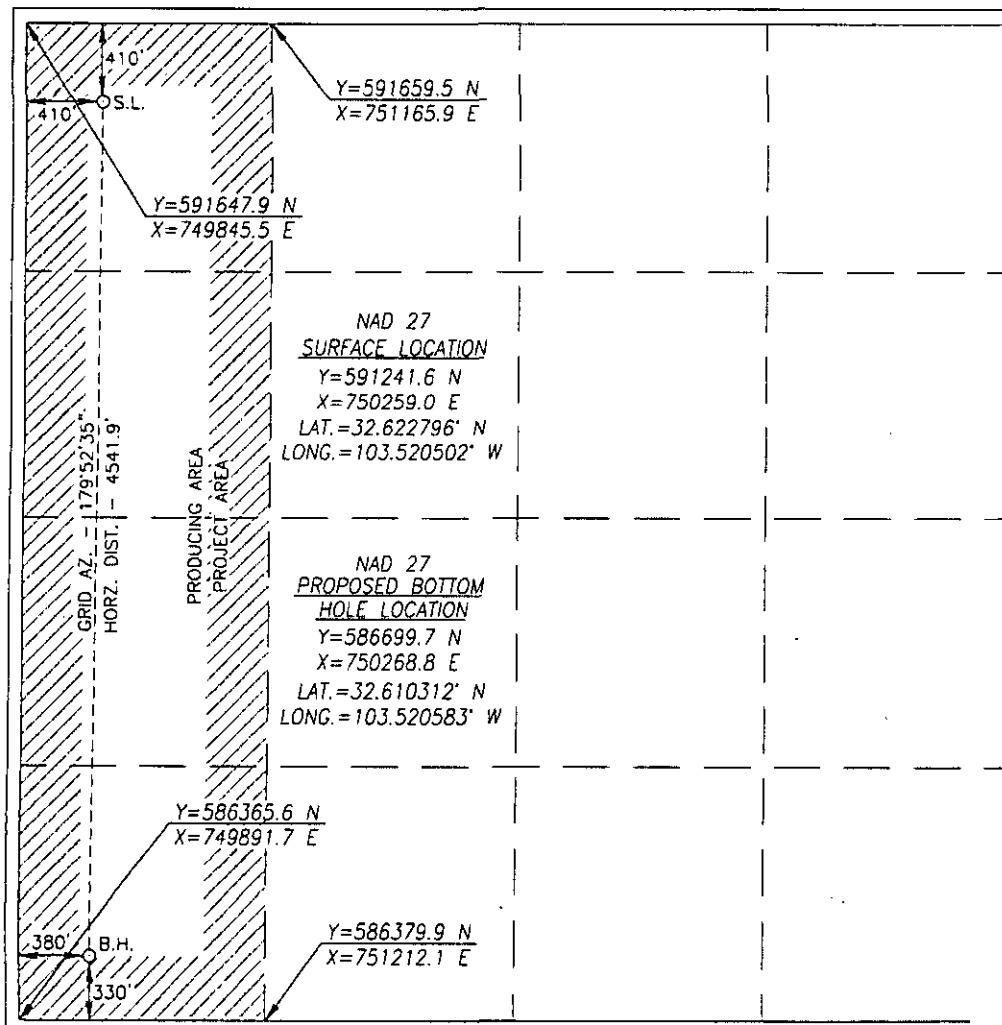 410'
410'
S.L.
Y=591659.5 N
X=751165.9 E
Y=591647.9 N
X=749845.5 E
NAD 27
SURFACE LOCATION
Y=591241.6 N
X=750259.0 E
LAT.=32.622796° N
LONG.=103.520502° W
GRID AZ. - 179°52'35"
HORZ. DIST. - 4541.9'
PRODUCING AREA
PROJECT AREA
NAD 27
PROPOSED BOTTOM
HOLE LOCATION
Y=586699.7 N
X=750268.8 E
LAT.=32.610312° N
LONG.=103.520583° W
Y=586365.6 N
X=749891.7 E
380'
B.H.
330'
Y=586379.9 N
X=751212.1 E